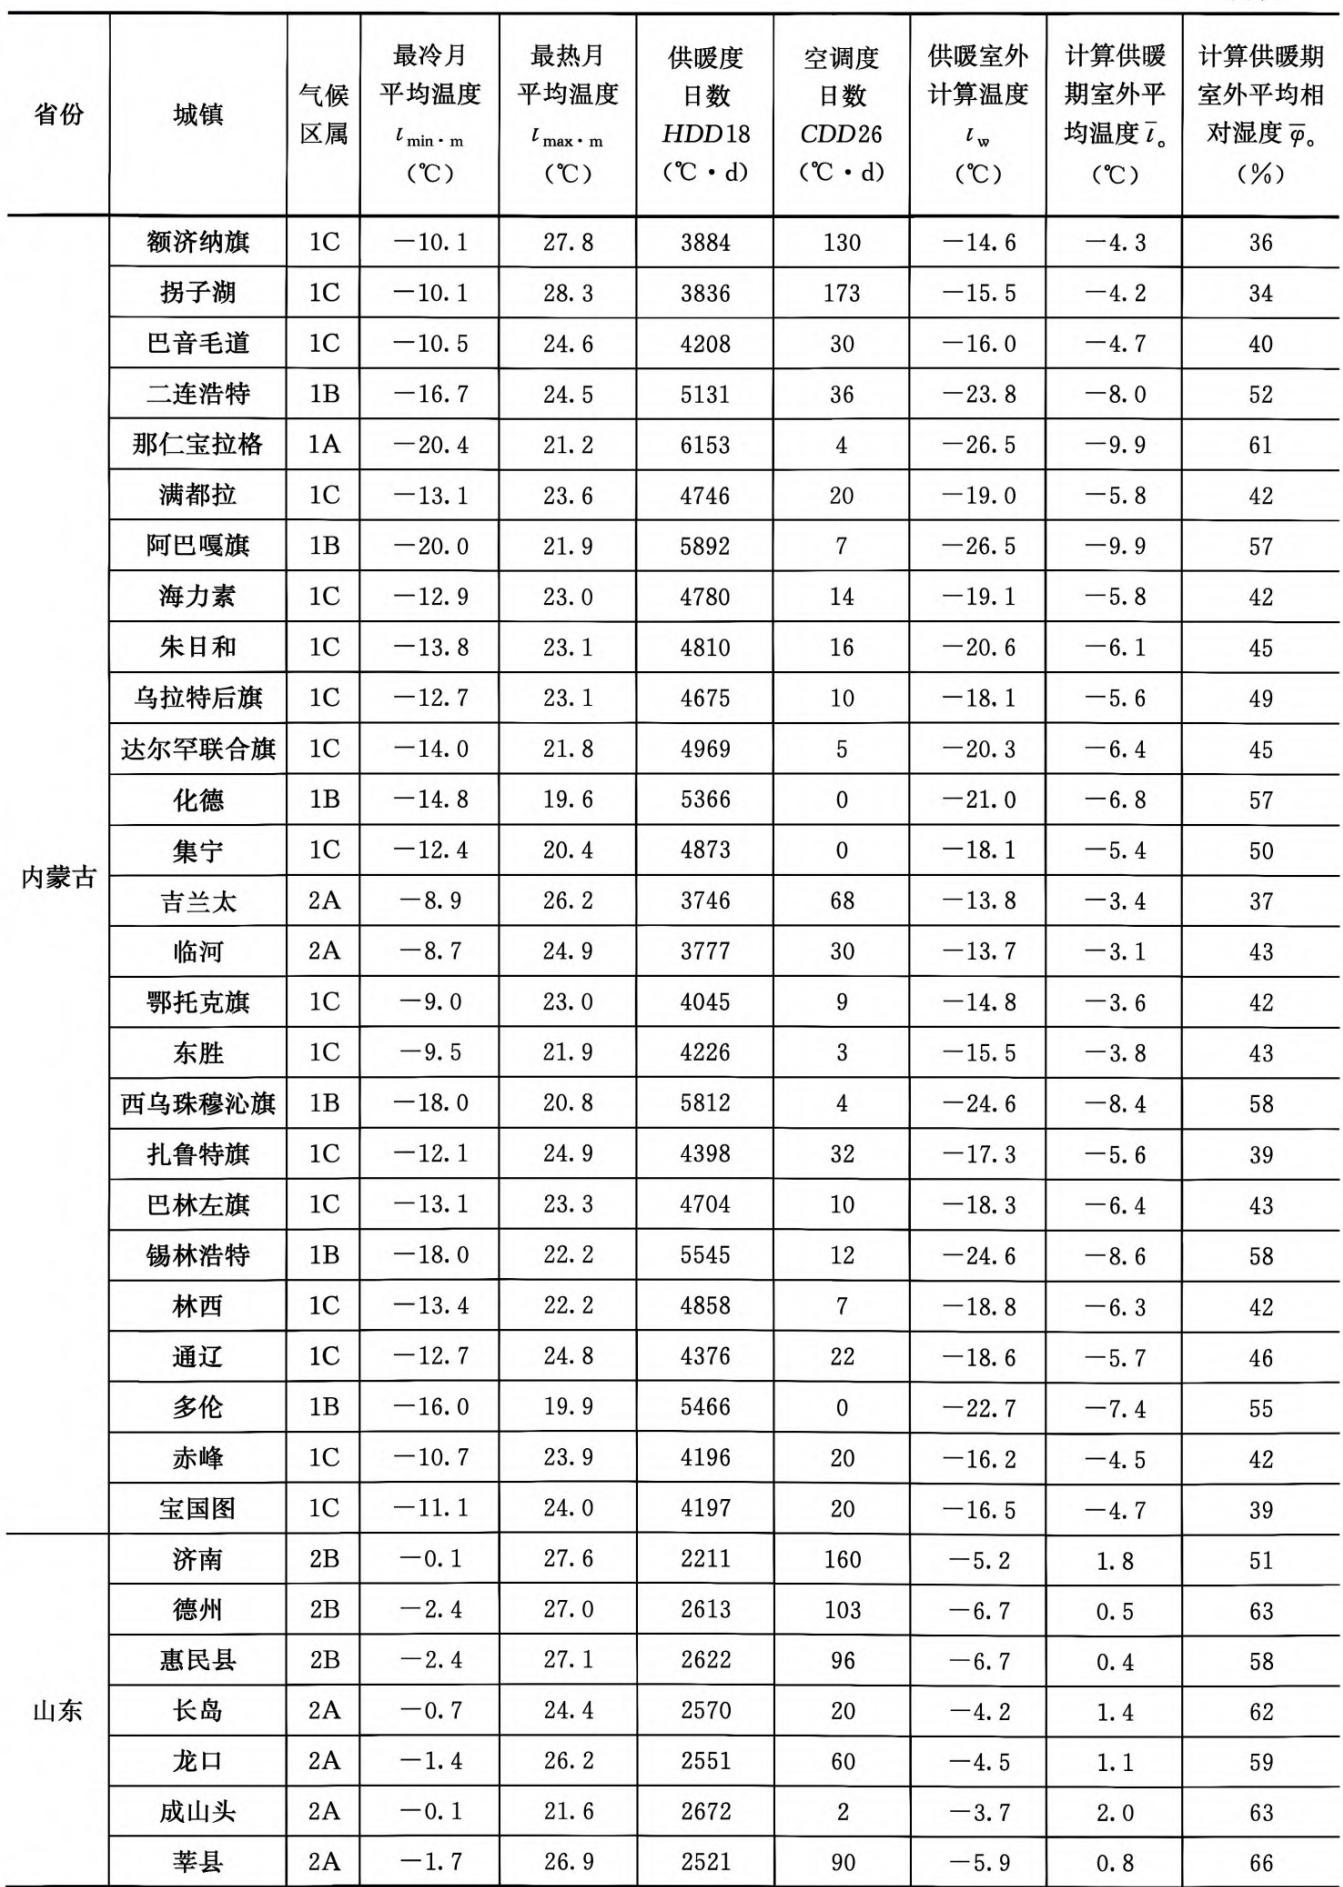 省份 城镇 气候区属 最冷月平均温度 t min·m (℃) 最热月平均温度 t max·m (℃) 供暖度日数 HDD18 (℃·d) 空调度日数 CDD26 (℃·d) 供暖室外计算温度 t w (℃) 计算供暖期室外平均温度 t̅。 (℃) 计算供暖期室外平均相对湿度 φ̅。 (%)
内蒙古
额济纳旗 1C −10.1 27.8 3884 130 −14.6 −4.3 36
拐子湖 1C −10.1 28.3 3836 173 −15.5 −4.2 34
巴音毛道 1C −10.5 24.6 4208 30 −16.0 −4.7 40
二连浩特 1B −16.7 24.5 5131 36 −23.8 −8.0 52
那仁宝拉格 1A −20.4 21.2 6153 4 −26.5 −9.9 61
满都拉 1C −13.1 23.6 4746 20 −19.0 −5.8 42
阿巴嘎旗 1B −20.0 21.9 5892 7 −26.5 −9.9 57
海力素 1C −12.9 23.0 4780 14 −19.1 −5.8 42
朱日和 1C −13.8 23.1 4810 16 −20.6 −6.1 45
乌拉特后旗 1C −12.7 23.1 4675 10 −18.1 −5.6 49
达尔罕联合旗 1C −14.0 21.8 4969 5 −20.3 −6.4 45
化德 1B −14.8 19.6 5366 0 −21.0 −6.8 57
集宁 1C −12.4 20.4 4873 0 −18.1 −5.4 50
吉兰太 2A −8.9 26.2 3746 68 −13.8 −3.4 37
临河 2A −8.7 24.9 3777 30 −13.7 −3.1 43
鄂托克旗 1C −9.0 23.0 4045 9 −14.8 −3.6 42
东胜 1C −9.5 21.9 4226 3 −15.5 −3.8 43
西乌珠穆沁旗 1B −18.0 20.8 5812 4 −24.6 −8.4 58
扎鲁特旗 1C −12.1 24.9 4398 32 −17.3 −5.6 39
巴林左旗 1C −13.1 23.3 4704 10 −18.3 −6.4 43
锡林浩特 1B −18.0 22.2 5545 12 −24.6 −8.6 58
林西 1C −13.4 22.2 4858 7 −18.8 −6.3 42
通辽 1C −12.7 24.8 4376 22 −18.6 −5.7 46
多伦 1B −16.0 19.9 5466 0 −22.7 −7.4 55
赤峰 1C −10.7 23.9 4196 20 −16.2 −4.5 42
宝国图 1C −11.1 24.0 4197 20 −16.5 −4.7 39
山东
济南 2B −0.1 27.6 2211 160 −5.2 1.8 51
德州 2B −2.4 27.0 2613 103 −6.7 0.5 63
惠民县 2B −2.4 27.1 2622 96 −6.7 0.4 58
长岛 2A −0.7 24.4 2570 20 −4.2 1.4 62
龙口 2A −1.4 26.2 2551 60 −4.5 1.1 59
成山头 2A −0.1 21.6 2672 2 −3.7 2.0 63
莘县 2A −1.7 26.9 2521 90 −5.9 0.8 66